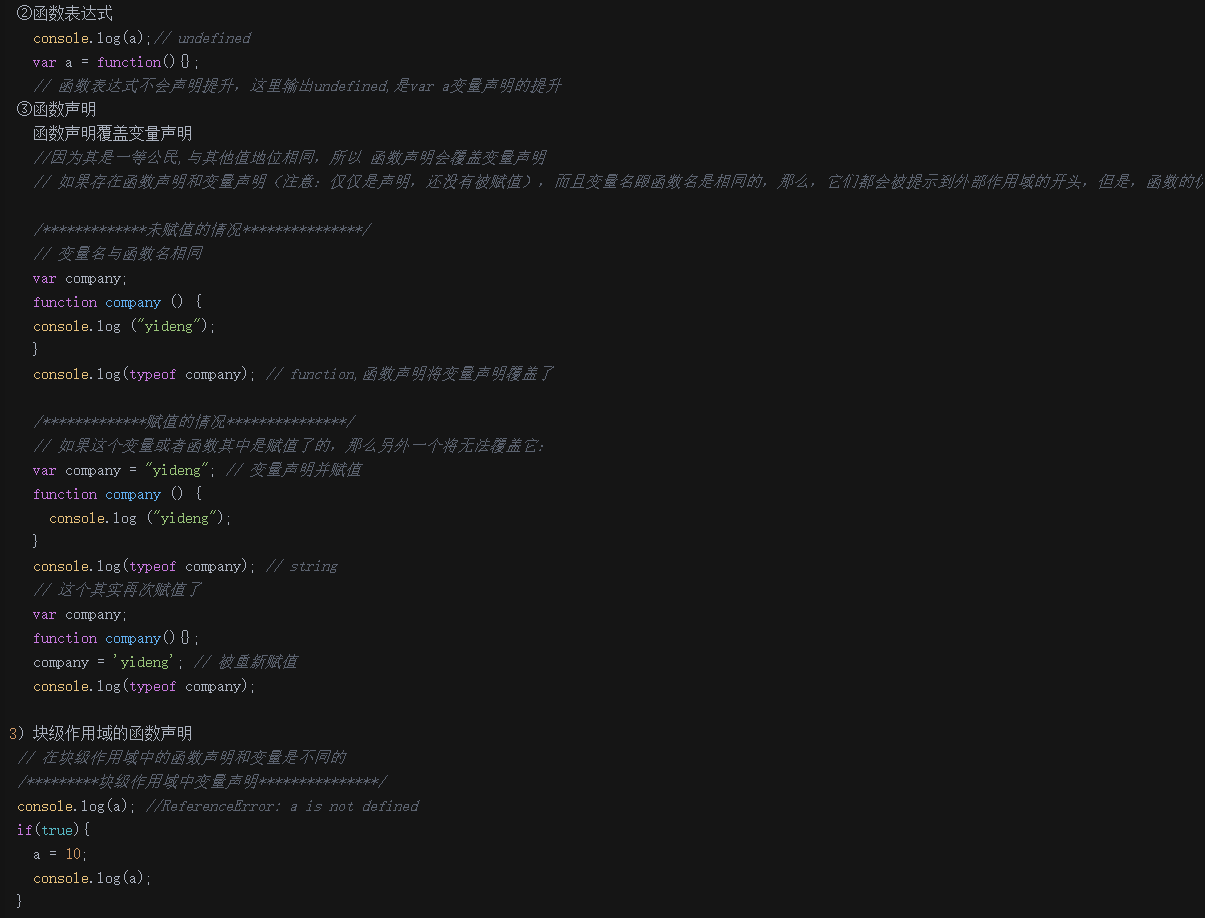 ②函数表达式
console.log(a);// undefined
var a = function(){};
// 函数表达式不会声明提升，这里输出undefined,是var a变量声明的提升
③函数声明
函数声明覆盖变量声明
//因为其是一等公民,与其他值地位相同，所以 函数声明会覆盖变量声明
// 如果存在函数声明和变量声明（注意：仅仅是声明，还没有被赋值），而且变量名跟函数名是相同的，那么，它们都会被提示到外部作用域的开头，但是，函数的
/*************未赋值的情况***************/
// 变量名与函数名相同
var company;
function company () {
console.log ("yideng");
}
console.log(typeof company); // function,函数声明将变量声明覆盖了
/*************赋值的情况***************/
// 如果这个变量或者函数其中是赋值了的，那么另外一个将无法覆盖它：
var company = "yideng"; // 变量声明并赋值
function company () {
console.log ("yideng");
}
console.log(typeof company); // string
// 这个其实再次赋值了
var company;
function company(){};
company = 'yideng'; // 被重新赋值
console.log(typeof company);
3）块级作用域的函数声明
// 在块级作用域中的函数声明和变量是不同的
/*********块级作用域中变量声明***************/
console.log(a); //ReferenceError: a is not defined
if(true){
a = 10;
console.log(a);
}